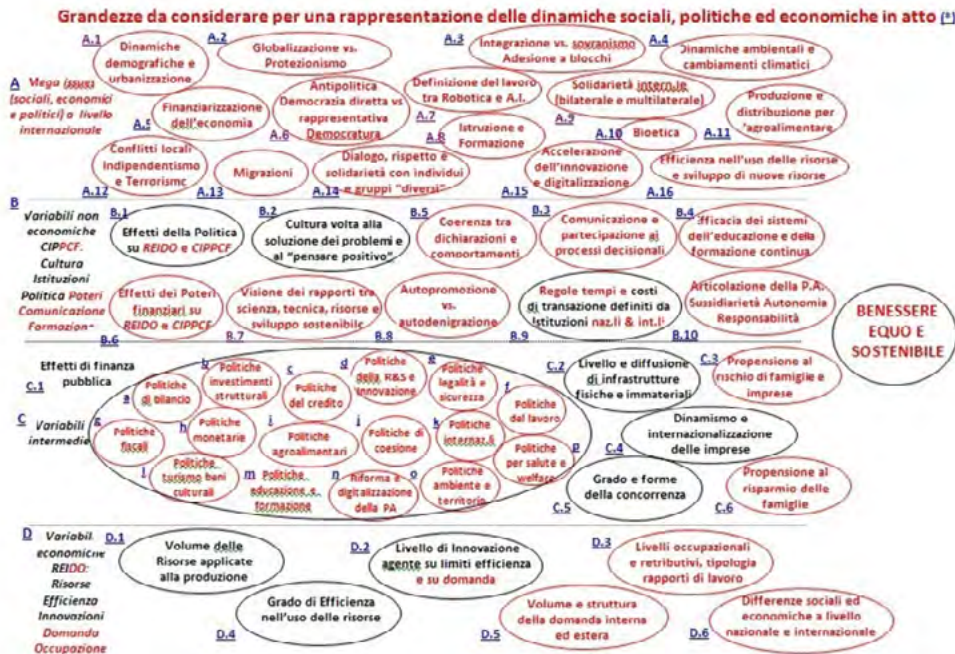 Grandezze da considerare per una rappresentazione delle dinamiche sociali, politiche ed economiche in atto (*)
A.1
Dinamiche
demografiche e
urbanizzazione
A.2
Globalizzazione vs.
Protezionismo
A.3
Integrazione vs. sovranismo
Adesione a blocchi
A.4
Dinamiche ambientali e
cambiamenti climatici
A Mega issues
(sociali, economici
e politici) a livello
internazionale
A.5
Finanziarizzazione
dell'economia
A.6
Antipolitica
Democrazia diretta vs
rappresentativa
Democratura
A.7
Definizione del lavoro
tra Robotica e A.I.
A.8
Istruzione e
Formazione
A.9
Solidarietà intern.le
(bilaterale e multilaterale)
A.10
Bioetica
A.11
Produzione e
distribuzione per
l'agroalimentare
Conflitti locali
Indipendentismo
e Terrorismo
A.12
Migrazioni
A.13
Dialogo, rispetto e
solidarietà con individui
e gruppi "diversi"
A.14
Accelerazione
dell'innovazione
e digitalizzazione
A.15
Efficienza nell'uso delle risorse
e sviluppo di nuove risorse
A.16
B
Variabili non
economiche
CIPPCF:
Cultura
Istituzioni
Politica Poteri
Comunicazione
Formazion-
B.1
Effetti della Politica
su REIDO e CIPPCF
B.2
Cultura volta alla
soluzione dei problemi e
al "pensare positivo"
B.5
Coerenza tra
dichiarazioni e
comportamenti
B.3
Comunicazione e
partecipazione ai
processi decisionali
B.4
Efficacia dei sistemi
dell'educazione e della
formazione continua
Effetti dei Poteri
finanziari su
REIDO e CIPPCF
B.6
Visione dei rapporti tra
scienza, tecnica, risorse e
sviluppo sostenibile
B.7
Autopromozione
vs.
autodenigrazione
B.8
Regole tempi e costi
di transazione definiti da
Istituzioni naz.li & int.li
B.9
Articolazione della P.A.
Sussidiarietà Autonomia
Responsabilità
B.10
BENESSERE
EQUO E
SOSTENIBILE
C
Variabili
intermedie
C.1
Effetti di finanza
pubblica
a
Politiche
di bilancio
b
Politiche
investimenti
strutturali
c
Politiche
del credito
d
Politiche
della R&S e
innovazione
e
Politiche
legalità e
sicurezza
f
Politiche
del lavoro
g
Politiche
fiscali
h
Politiche
monetarie
i
Politiche
agroalimentari
j
Politiche di
coesione
k
Politiche
internaz.li
p
Politiche
per salute e
welfare
l
Politiche
turismo beni
culturali
m
Politiche
educazione e
formazione
n
Riforma e
digitalizzazione
della PA
o
Politiche
ambiente e
territorio
C.2
Livello e diffusione
di infrastrutture
fisiche e immateriali
C.3
Propensione al
rischio di famiglie e
imprese
C.4
Dinamismo e
internazionalizzazione
delle imprese
C.5
Grado e forme
della concorrenza
C.6
Propensione al
risparmio delle
famiglie
D
Variabil
economiche
REIDO:
Risorse
Efficienza
Innovazioni
Domanda
Occupazione
D.1
Volume delle
Risorse applicate
alla produzione
D.2
Livello di Innovazione
agente su limiti efficienza
e su domanda
D.3
Livelli occupazionali
e retributivi, tipologia
rapporti di lavoro
D.4
Grado di Efficienza
nell'uso delle risorse
D.5
Volume e struttura
della domanda interna
ed estera
D.6
Differenze sociali ed
economiche a livello
nazionale e internazionale